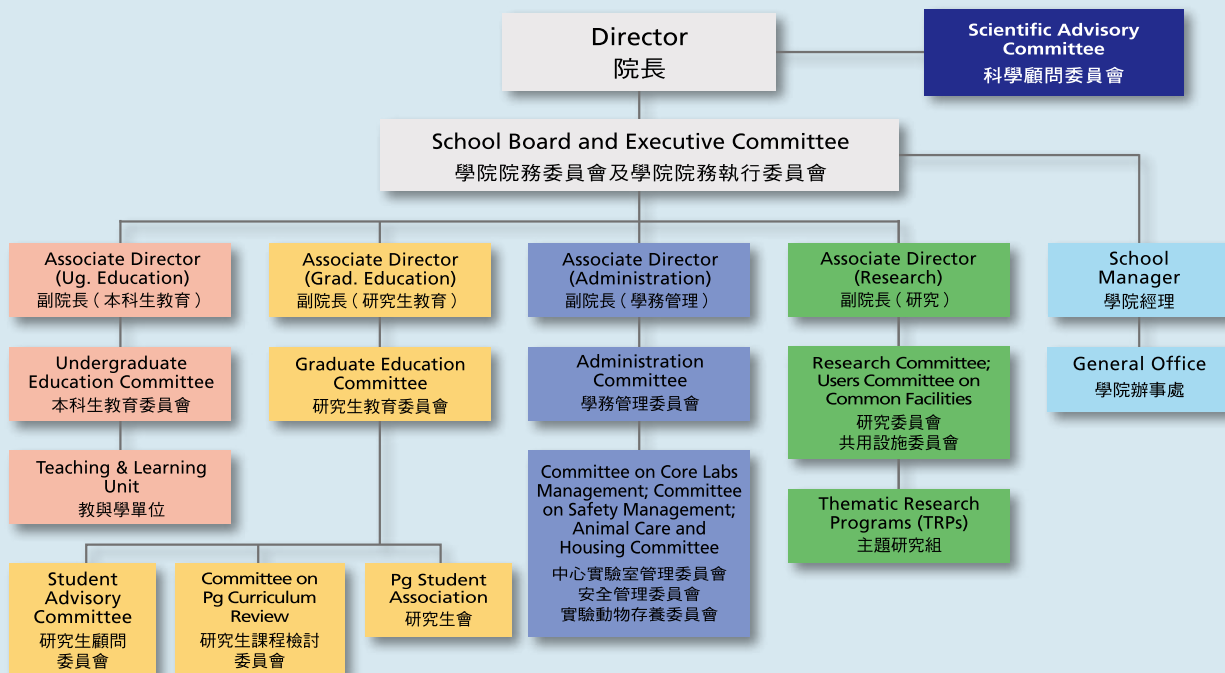 Director
院長
Scientific Advisory
Committee
科學顧問委員會
School Board and Executive Committee
學院院務委員會及學院院務執行委員會
Associate Director
(Ug. Education)
副院長（本科生教育）
Associate Director
(Grad. Education)
副院長（研究生教育）
Associate Director
(Administration)
副院長（學務管理）
Associate Director
(Research)
副院長（研究）
School
Manager
學院經理
Undergraduate
Education Committee
本科生教育委員會
Graduate Education
Committee
研究生教育委員會
Administration
Committee
學務管理委員會
Research Committee;
Users Committee on
Common Facilities
研究委員會
共用設施委員會
General Office
學院辦事處
Teaching & Learning
Unit
教與學單位
Committee on Core Labs
Management; Committee
on Safety Management;
Animal Care and
Housing Committee
中心實驗室管理委員會
安全管理委員會
實驗動物存養委員會
Thematic Research
Programs (TRPs)
主題研究組
Student
Advisory
Committee
研究生顧問
委員會
Committee on
Pg Curriculum
Review
研究生課程檢討
委員會
Pg Student
Association
研究生會